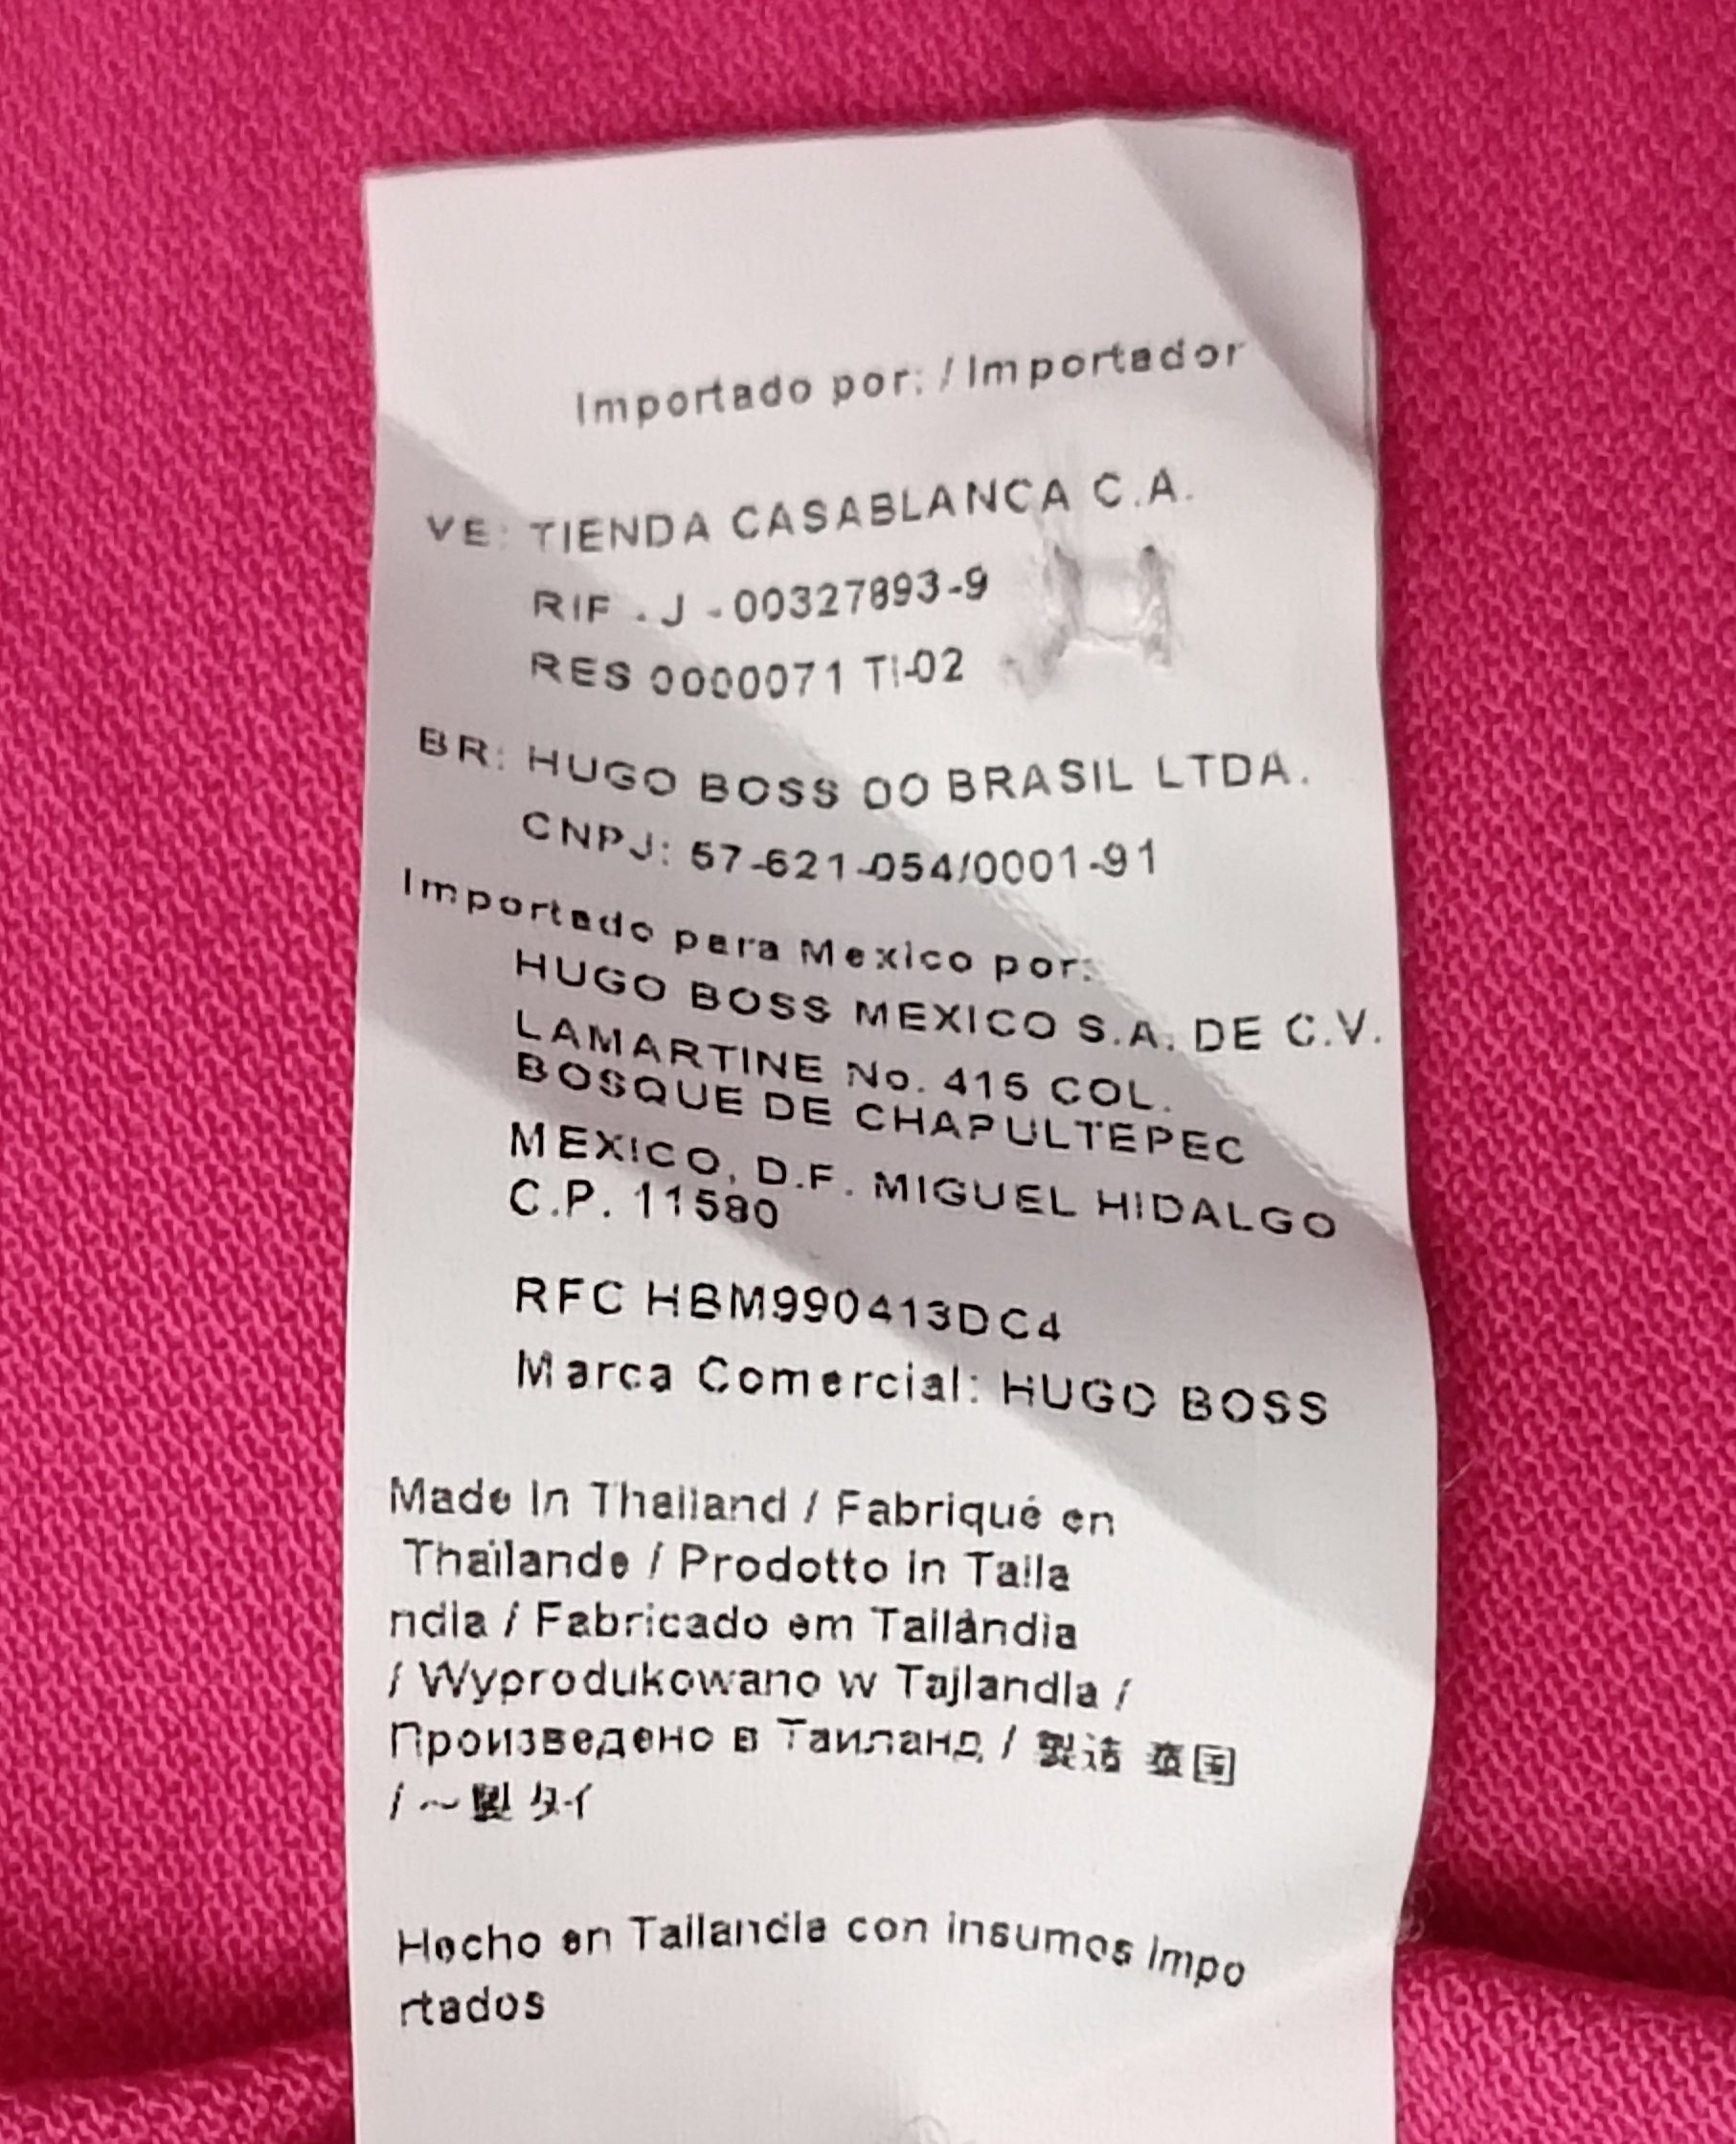 Importado por: / Importador
VE: TIENDA CASABLANCA C.A.
RIF . J - 00327893-9
RES 0000071 TI-02
BR: HUGO BOSS DO BRASIL LTDA.
CNPJ: 57-621-054/0001-91
Importado para Mexico por:
HUGO BOSS MEXICO S.A. DE C.V.
LAMARTINE No. 415 COL.
BOSQUE DE CHAPULTEPEC
MEXICO, D.F. MIGUEL HIDALGO
C.P. 11580
RFC HBM990413DC4
Marca Comercial: HUGO BOSS
Made in Thailand / Fabriqué en
Thaïlande / Prodotto in Taila
ndia / Fabricado em Tailândia
/ Wyprodukowano w Tajlandia /
Произведено в Таиланд / 製造 泰国
/ ～製 タイ
Hecho en Tailandia con insumos impo
rtados